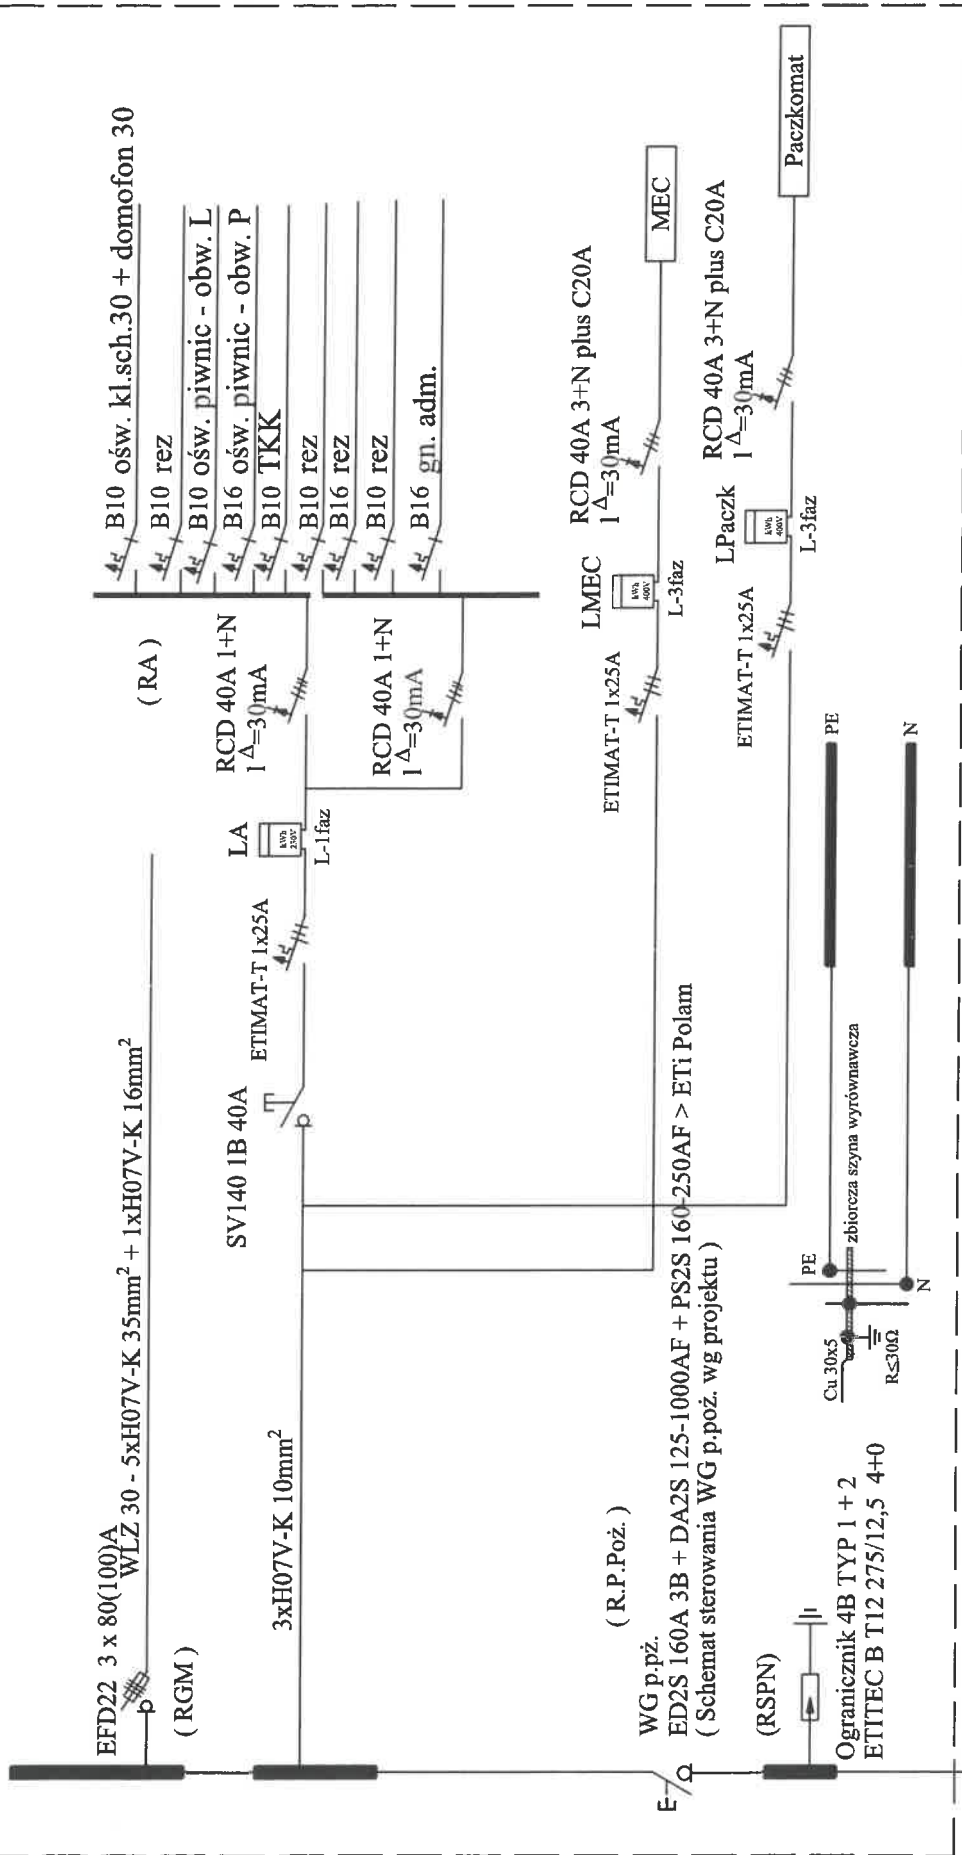 EFD22 3 x 80(100)A
WLZ 30 - 5xH07V-K 35mm² + 1xH07V-K 16mm²
( RGM )
3xH07V-K 10mm²
SV140 1B 40A
ETIMAT-T 1x25A
LA
kWh
230V
L-1faz
( RA )
RCD 40A 1+N
I Δ=30mA
RCD 40A 1+N
I Δ=30mA
B10 ośw. kl.sch.30 + domofon 30
B10 rez
B10 ośw. piwnic - obw. L
B16 ośw. piwnic - obw. P
B10 TKK
B10 rez
B16 rez
B10 rez
B16 gn. adm.
ETIMAT-T 1x25A
LMEC
kWh
400V
L-3faz
RCD 40A 3+N plus C20A
I Δ=30mA
MEC
ETIMAT-T 1x25A
LPaczk
kWh
400V
L-3faz
RCD 40A 3+N plus C20A
I Δ=30mA
Paczkomat
( R.P.Poż. )
WG p.pż.
ED2S 160A 3B + DA2S 125-1000AF + PS2S 160-250AF > ETi Polam
( Schemat sterowania WG p.poż. wg projektu )
(RSPN)
Ogranicznik 4B TYP 1 + 2
ETITEC B T12 275/12,5 4+0
Cu 30x5
R≤30Ω
PE
N
zbiorcza szyna wyrównawcza
PE
N